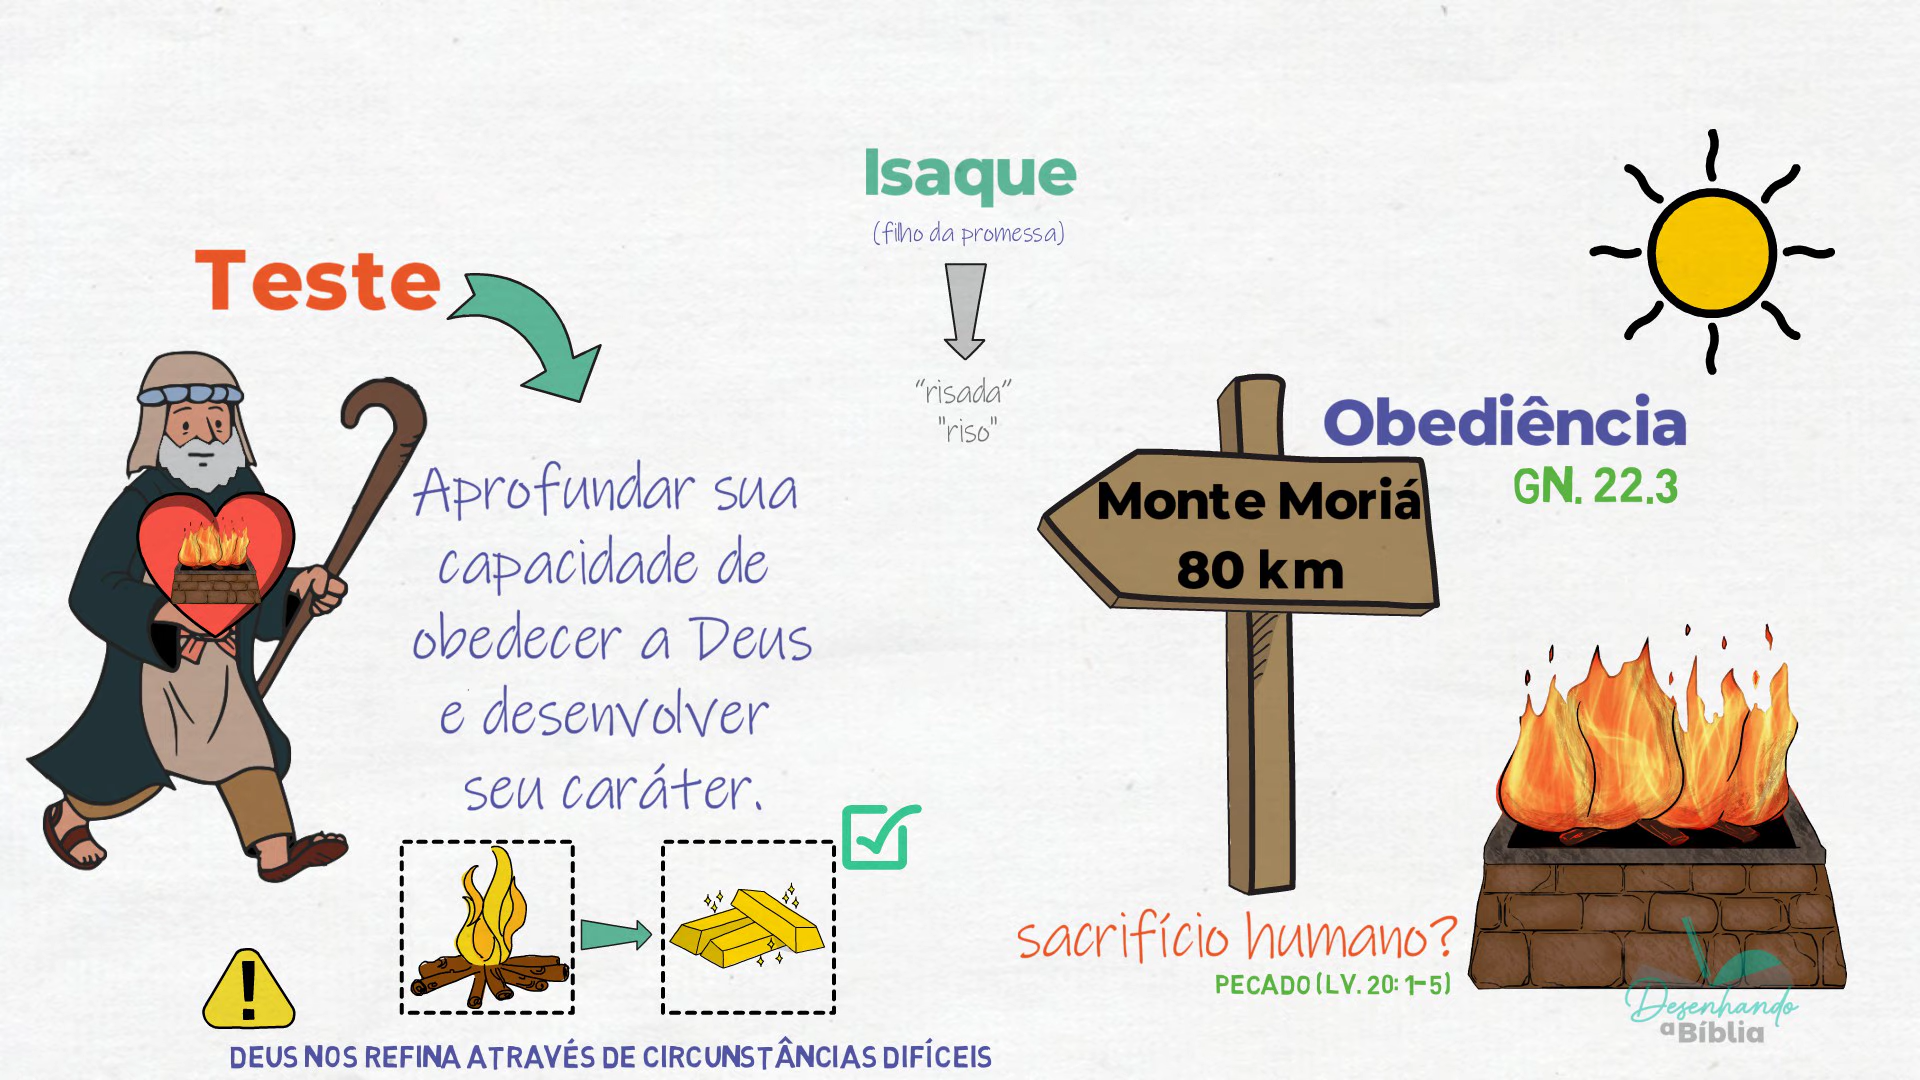 Isaque
(filho da promessa)
"risada"
"riso"
Teste
Aprofundar sua
capacidade de
obedecer a Deus
e desenvolver
seu caráter.
DEUS NOS REFINA ATRAVÉS DE CIRCUNSTÂNCIAS DIFÍCEIS
Obediência
GN. 22.3
Monte Moriá
80 km
sacrifício humano?
PECADO (LV. 20: 1-5)
Desenhando
a Bíblia